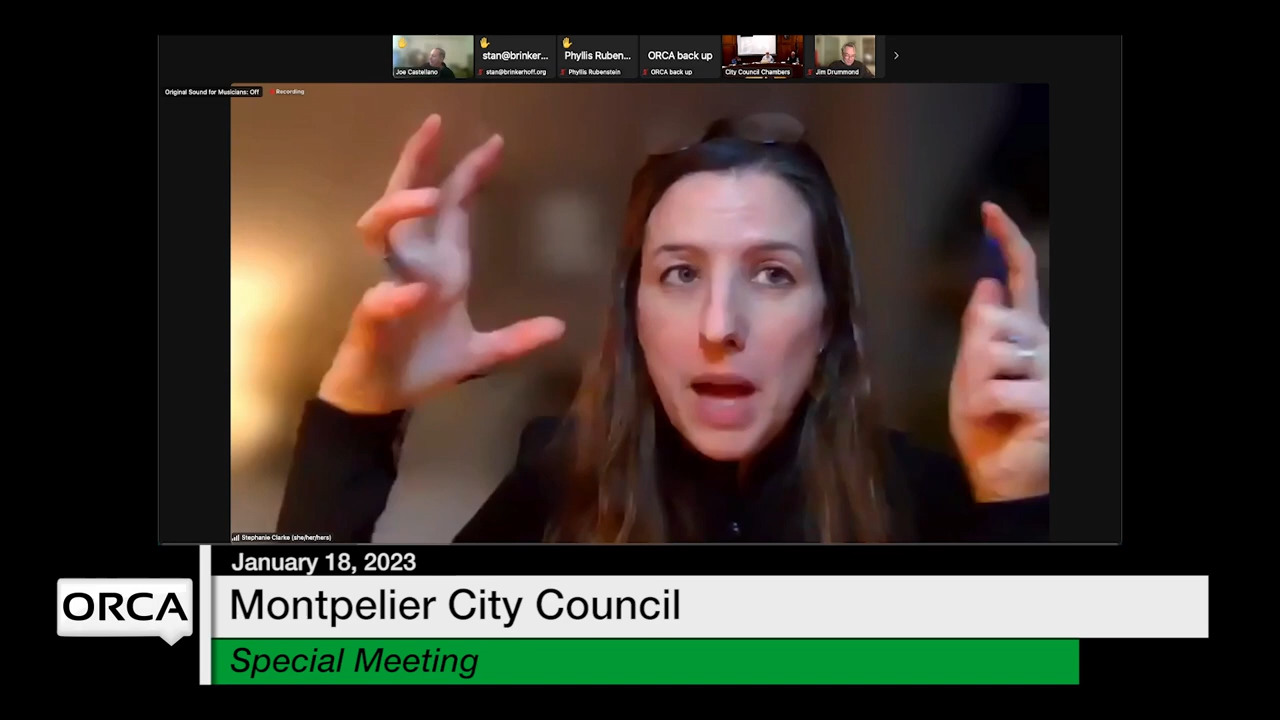 stan@brinker...
Phyllis Ruben...
ORCA back up
Joe Castellano
stan@brinkerhoff.org
Phyllis Rubenstein
ORCA back up
City Council Chambers
Jim Drummond
Original Sound for Musicians: Off
Recording
Stephanie Clarke (she/her/hers)
January 18, 2023
ORCA
Montpelier City Council
Special Meeting